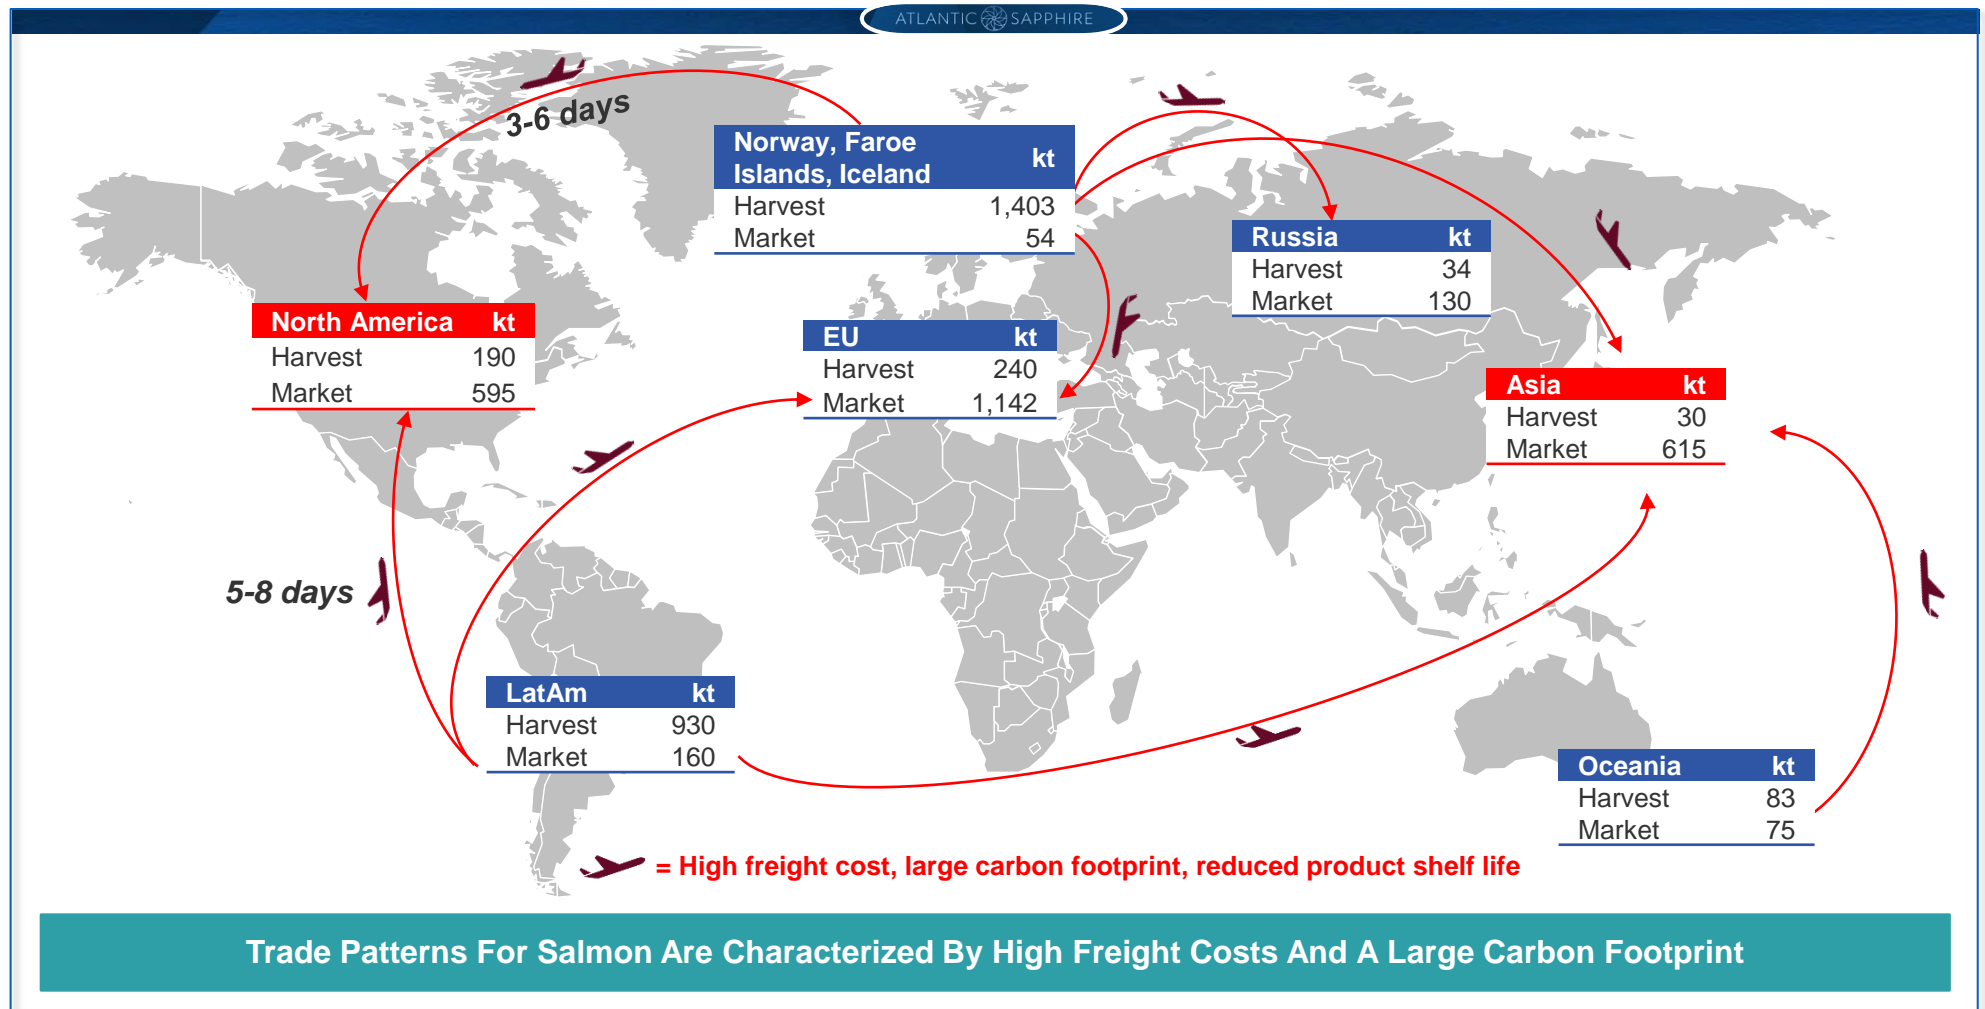 ATLANTIC SAPPHIRE
3-6 days
Norway, Faroe Islands, Iceland kt
Harvest 1,403
Market 54
Russia kt
Harvest 34
Market 130
North America kt
Harvest 190
Market 595
EU kt
Harvest 240
Market 1,142
Asia kt
Harvest 30
Market 615
5-8 days
LatAm kt
Harvest 930
Market 160
Oceania kt
Harvest 83
Market 75
= High freight cost, large carbon footprint, reduced product shelf life
Trade Patterns For Salmon Are Characterized By High Freight Costs And A Large Carbon Footprint